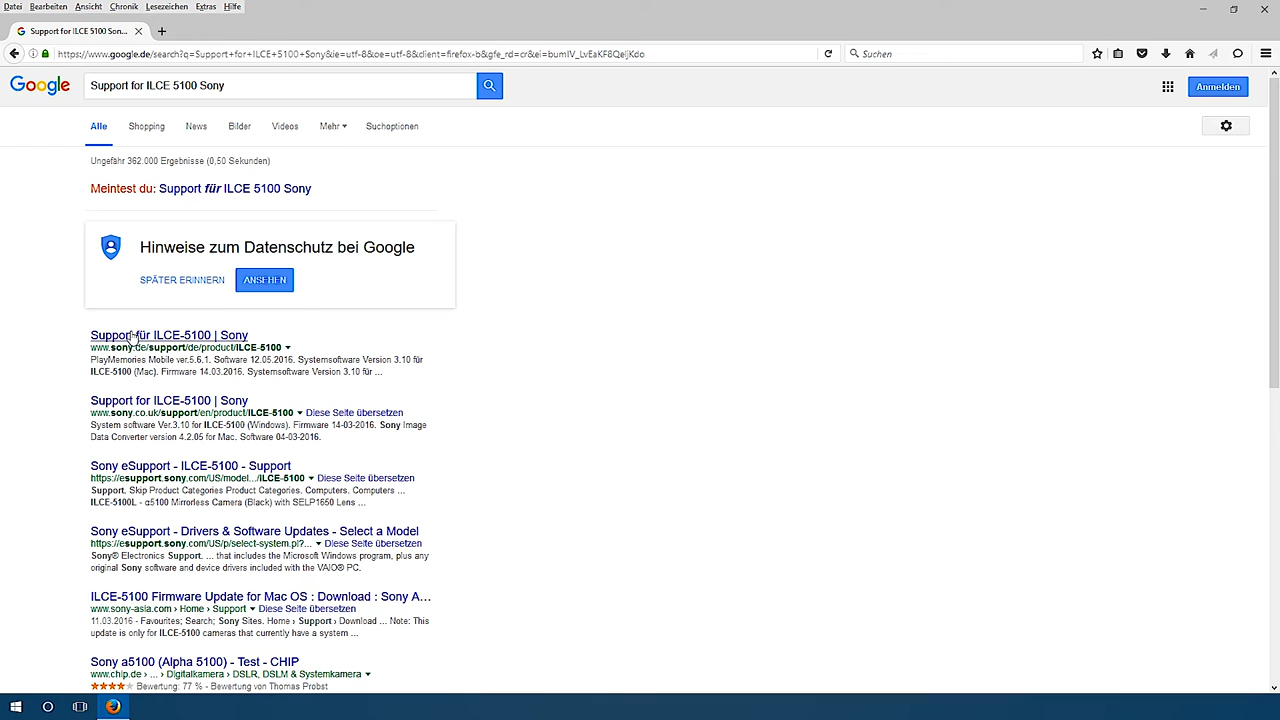 Datei Bearbeiten Ansicht Chronik Lesezeichen Extras Hilfe
Support for ILCE 5100 Son...
https://www.google.de/search?q=Support+for+ILCE+5100+Sony&ie=utf-8&oe=utf-8&client=firefox-b&gfe_rd=cr&ei=bumIV_LvEaKF8QeIjKdo
Suchen
Google
Support for ILCE 5100 Sony
Anmelden
Alle Shopping News Bilder Videos Mehr Suchoptionen
Ungefähr 362.000 Ergebnisse (0,50 Sekunden)
Meintest du: Support für ILCE 5100 Sony
Hinweise zum Datenschutz bei Google
SPÄTER ERINNERN ANSEHEN
Support für ILCE-5100 | Sony
www.sony.de/support/de/product/ILCE-5100
PlayMemories Mobile ver.5.6.1. Software 12.05.2016. Systemsoftware Version 3.10 für
ILCE-5100 (Mac). Firmware 14.03.2016. Systemsoftware Version 3.10 für ...
Support for ILCE-5100 | Sony
www.sony.co.uk/support/en/product/ILCE-5100 Diese Seite übersetzen
System software Ver.3.10 for ILCE-5100 (Windows). Firmware 14-03-2016. Sony Image
Data Converter version 4.2.05 for Mac. Software 04-03-2016.
Sony eSupport - ILCE-5100 - Support
https://esupport.sony.com/US/model.../ILCE-5100 Diese Seite übersetzen
Support, Skip Product Categories Product Categories, Computers, Computers ...
ILCE-5100L - α5100 Mirrorless Camera (Black) with SELP1650 Lens ...
Sony eSupport - Drivers & Software Updates - Select a Model
https://esupport.sony.com/US/p/select-system.pl?... Diese Seite übersetzen
Sony® Electronics Support. ... that includes the Microsoft Windows program, plus any
original Sony software and device drivers included with the VAIO® PC.
ILCE-5100 Firmware Update for Mac OS : Download : Sony A...
www.sony-asia.com › Home › Support Diese Seite übersetzen
11.03.2016 - Favourites; Search; Sony Sites. Home › Support › Download ... Note: This
update is only for ILCE-5100 cameras that currently have a system ...
Sony a5100 (Alpha 5100) - Test - CHIP
www.chip.de › ... › Digitalkamera › DSLR, DSLM & Systemkamera
Bewertung: 77 % - Bewertung von Thomas Probst